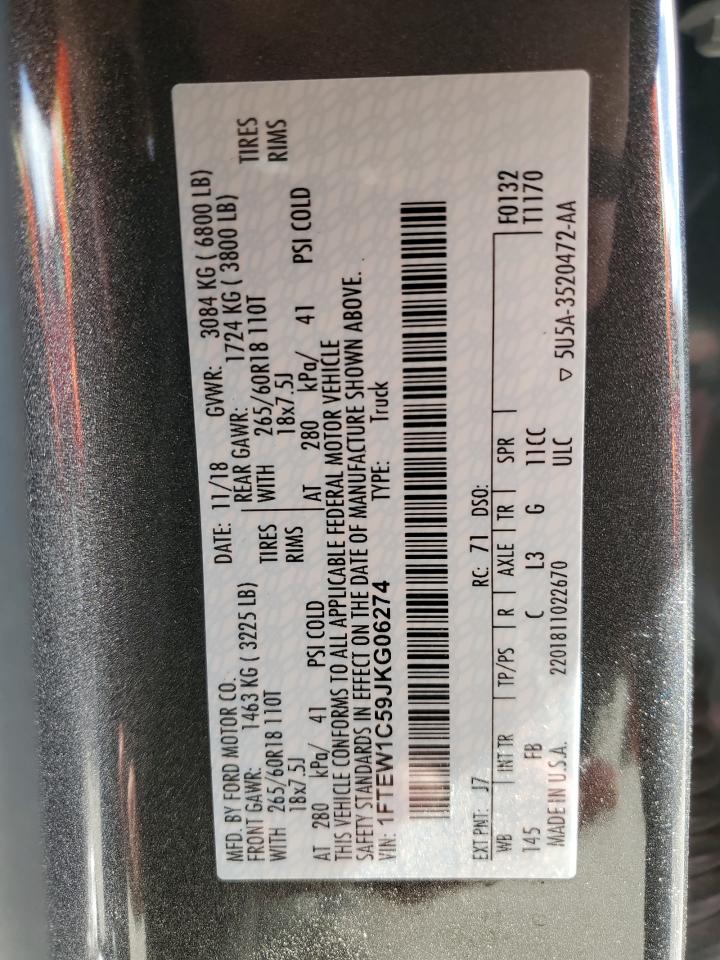 MFD. BY FORD MOTOR CO. DATE: 11/18 GVWR: 3084 KG ( 6800 LB)
FRONT GAWR: 1463 KG ( 3225 LB) REAR GAWR: 1724 KG ( 3800 LB)
WITH 265/60R18 110T TIRES WITH 265/60R18 110T TIRES
18x7.5J RIMS 18x7.5J RIMS
AT 280 kPa/ 41 PSI COLD AT 280 kPa/ 41 PSI COLD
THIS VEHICLE CONFORMS TO ALL APPLICABLE FEDERAL MOTOR VEHICLE
SAFETY STANDARDS IN EFFECT ON THE DATE OF MANUFACTURE SHOWN ABOVE.
VIN: 1FTEW1C59JKG06274 TYPE: Truck
EXT PNT: J7 RC: 71 DSO: F0132
WB INT TR TP/PS R AXLE TR SPR T1170
145 FB C L3 G 11CC
MADE IN U.S.A. 2201811022670 ULC ▽ 5U5A-3520472-AA